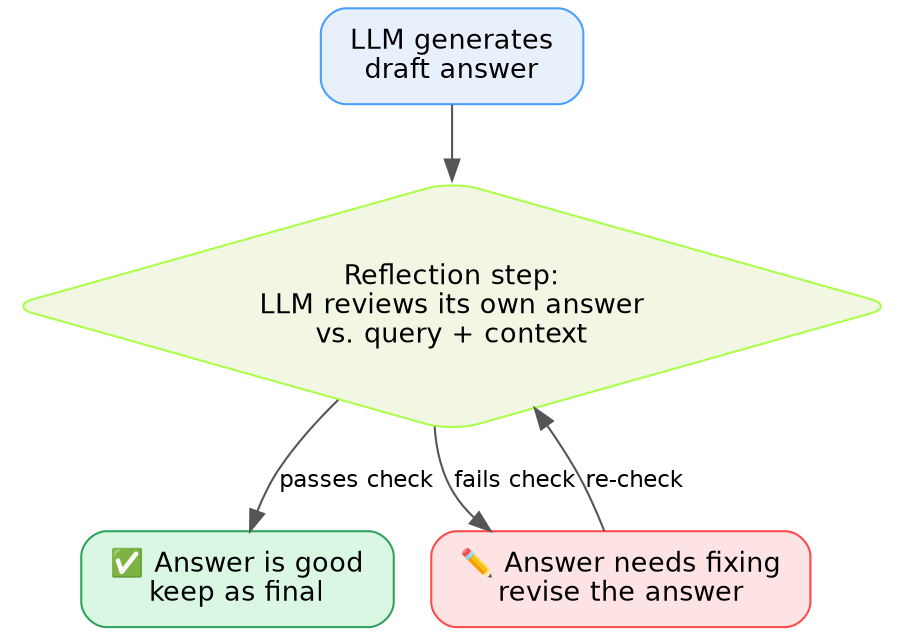 LLM generates
draft answer
Reflection step:
LLM reviews its own answer
vs. query + context
passes check
fails check
re-check
✅ Answer is good
keep as final
✏️ Answer needs fixing
revise the answer